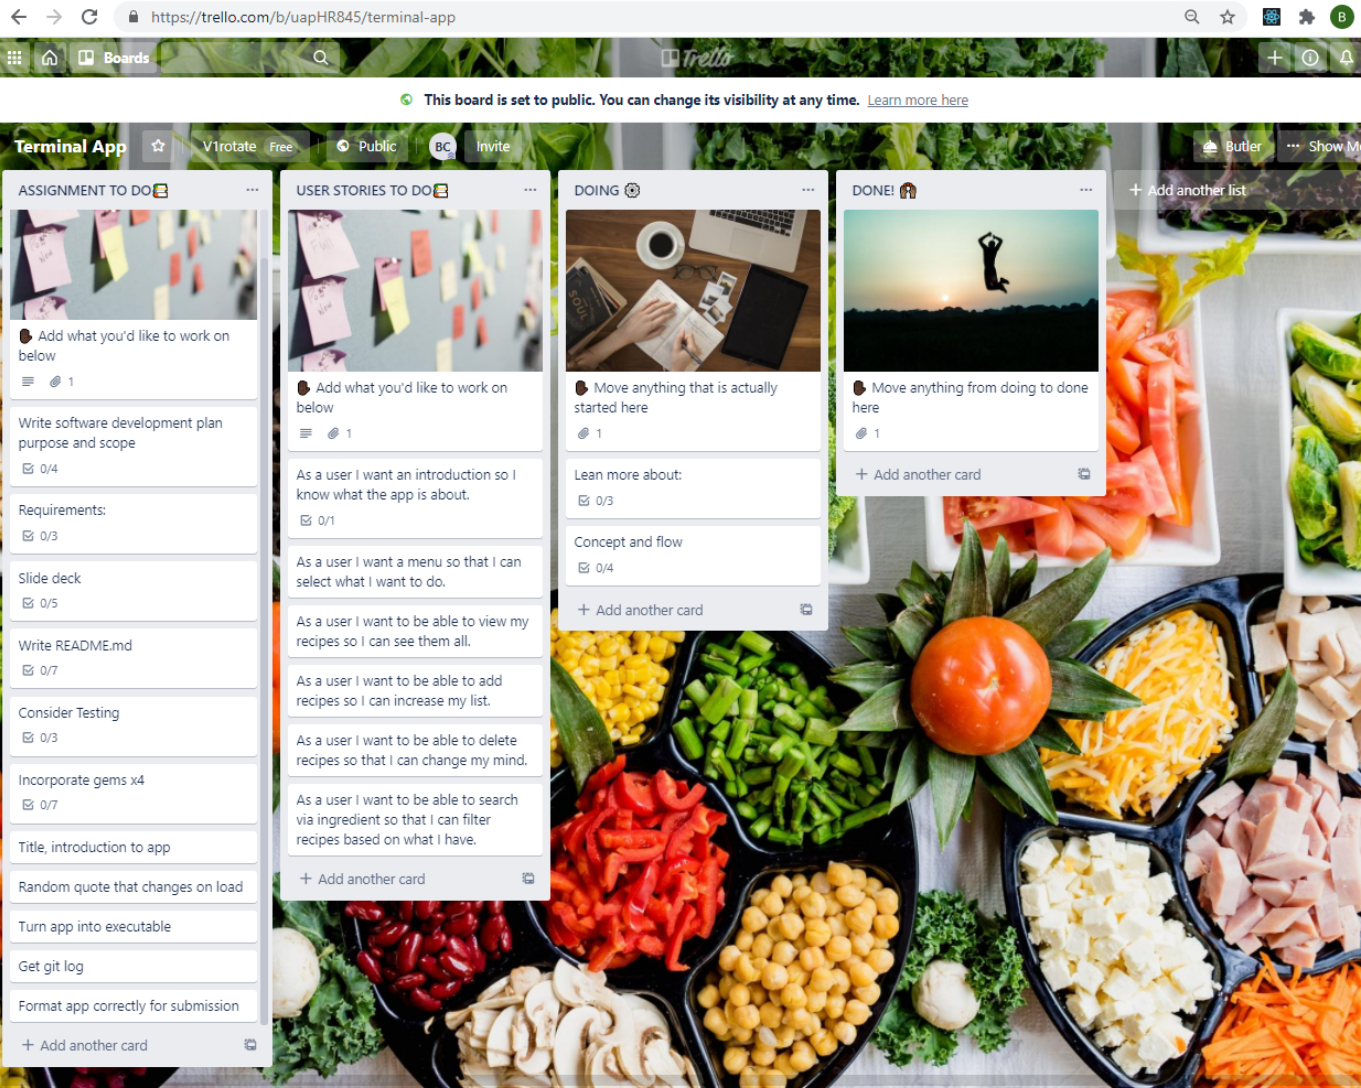 https://trello.com/b/uapHR845/terminal-app
B
Boards
Trello
This board is set to public. You can change its visibility at any time. Learn more here
Terminal App
V1rotate Free
Public
BC
Invite
Butler
Show Me
ASSIGNMENT TO DO
Add what you'd like to work on
below
1
Write software development plan
purpose and scope
0/4
Requirements:
0/3
Slide deck
0/5
Write README.md
0/7
Consider Testing
0/3
Incorporate gems x4
0/7
Title, introduction to app
Random quote that changes on load
Turn app into executable
Get git log
Format app correctly for submission
+ Add another card
USER STORIES TO DO
Add what you'd like to work on
below
1
As a user I want an introduction so I
know what the app is about.
0/1
As a user I want a menu so that I can
select what I want to do.
As a user I want to be able to view my
recipes so I can see them all.
As a user I want to be able to add
recipes so I can increase my list.
As a user I want to be able to delete
recipes so that I can change my mind.
As a user I want to be able to search
via ingredient so that I can filter
recipes based on what I have.
+ Add another card
DOING
Move anything that is actually
started here
1
Lean more about:
0/3
Concept and flow
0/4
+ Add another card
DONE!
Move anything from doing to done
here
1
+ Add another card
+ Add another list